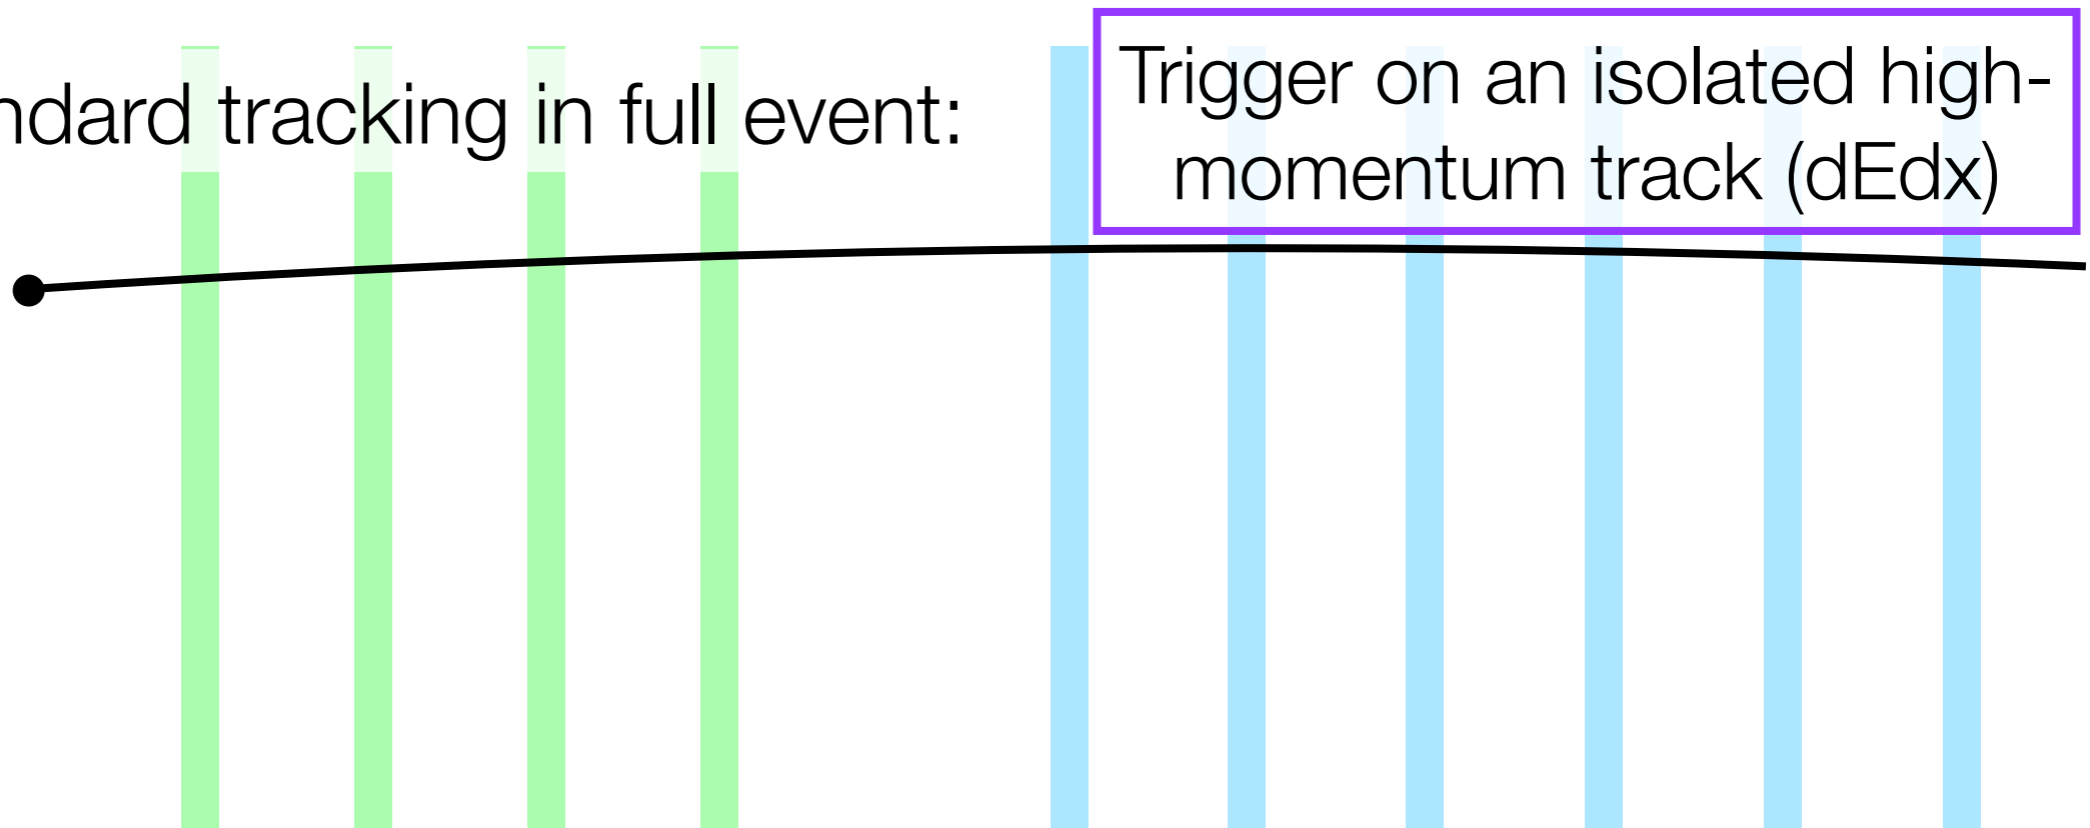 ndard tracking in full event:
Trigger on an isolated high-
momentum track (dEdx)